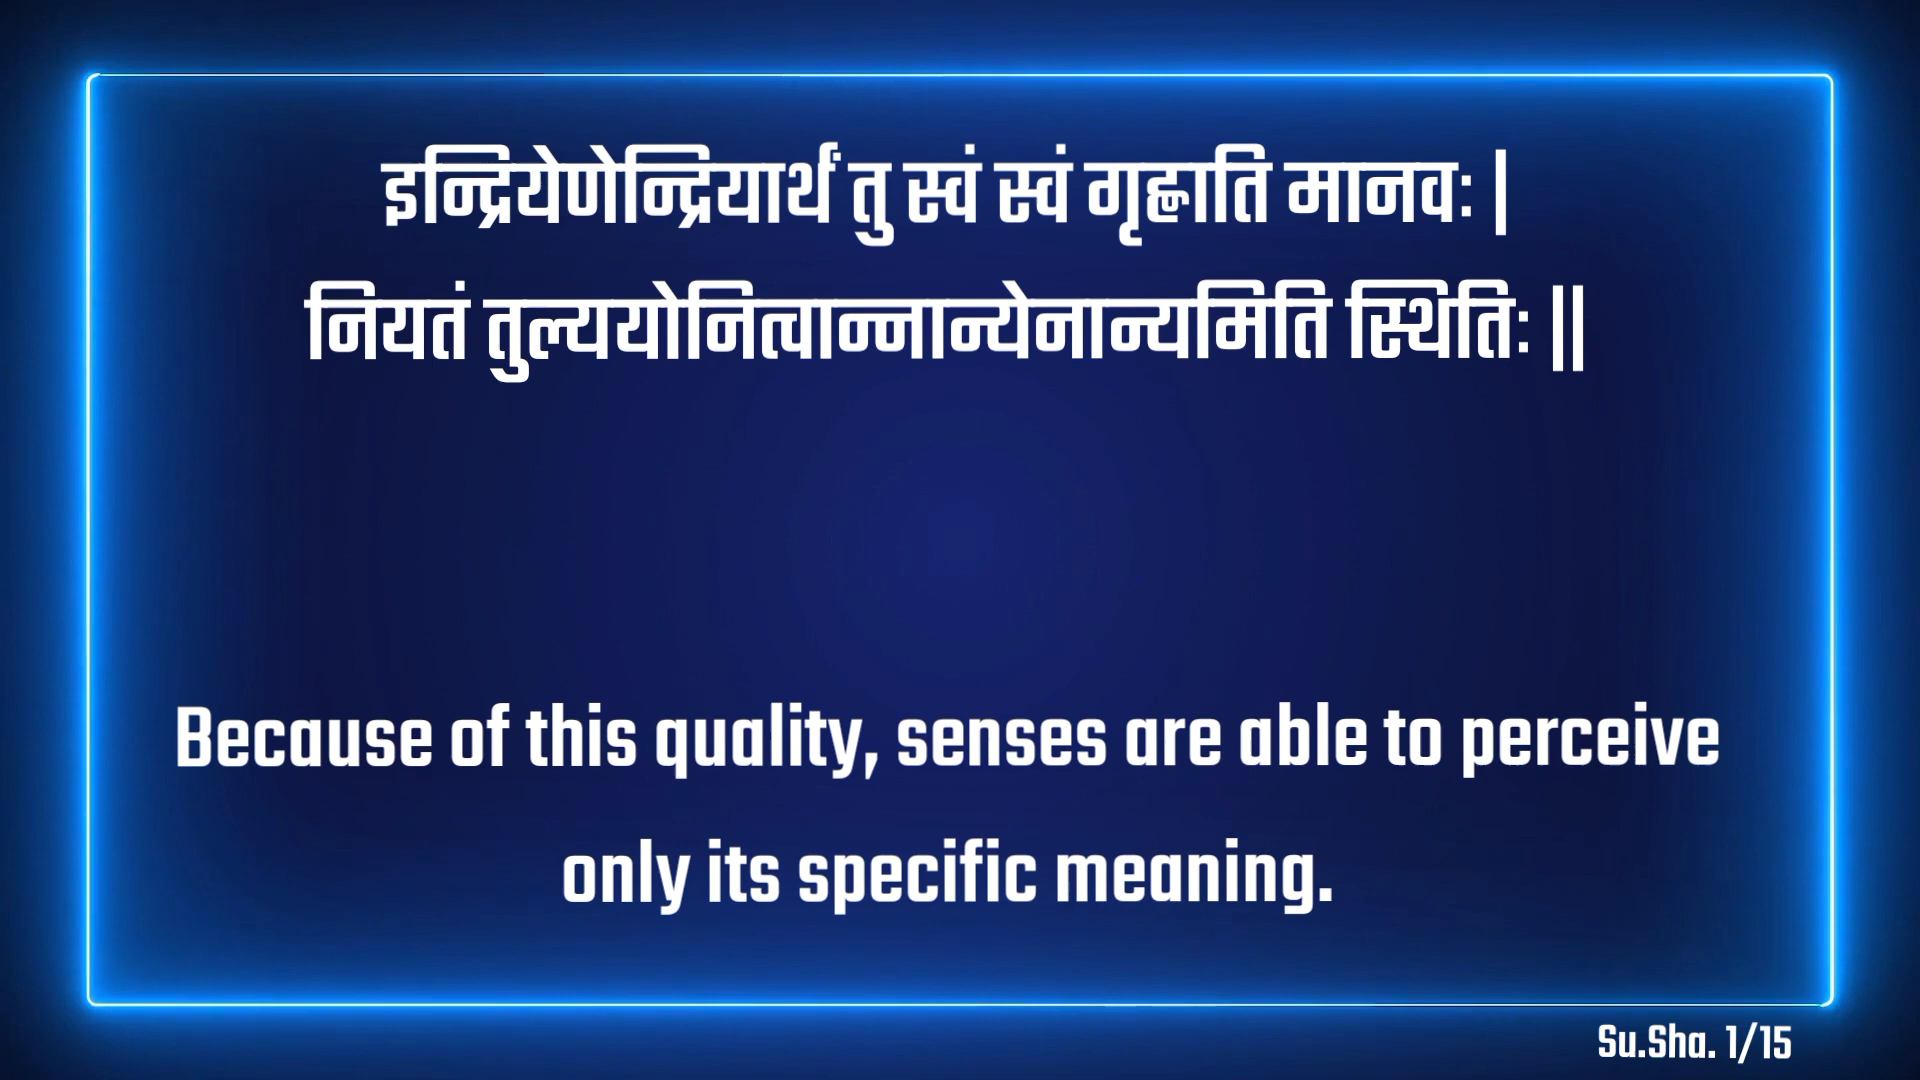 इन्द्रियेणेन्द्रियार्थं तु स्वं स्वं गृह्णाति मानवः |
नियतं तुल्ययोनित्वान्नान्येनान्यमिति स्थितिः ||
Because of this quality, senses are able to perceive
only its specific meaning.
Su.Sha. 1/15